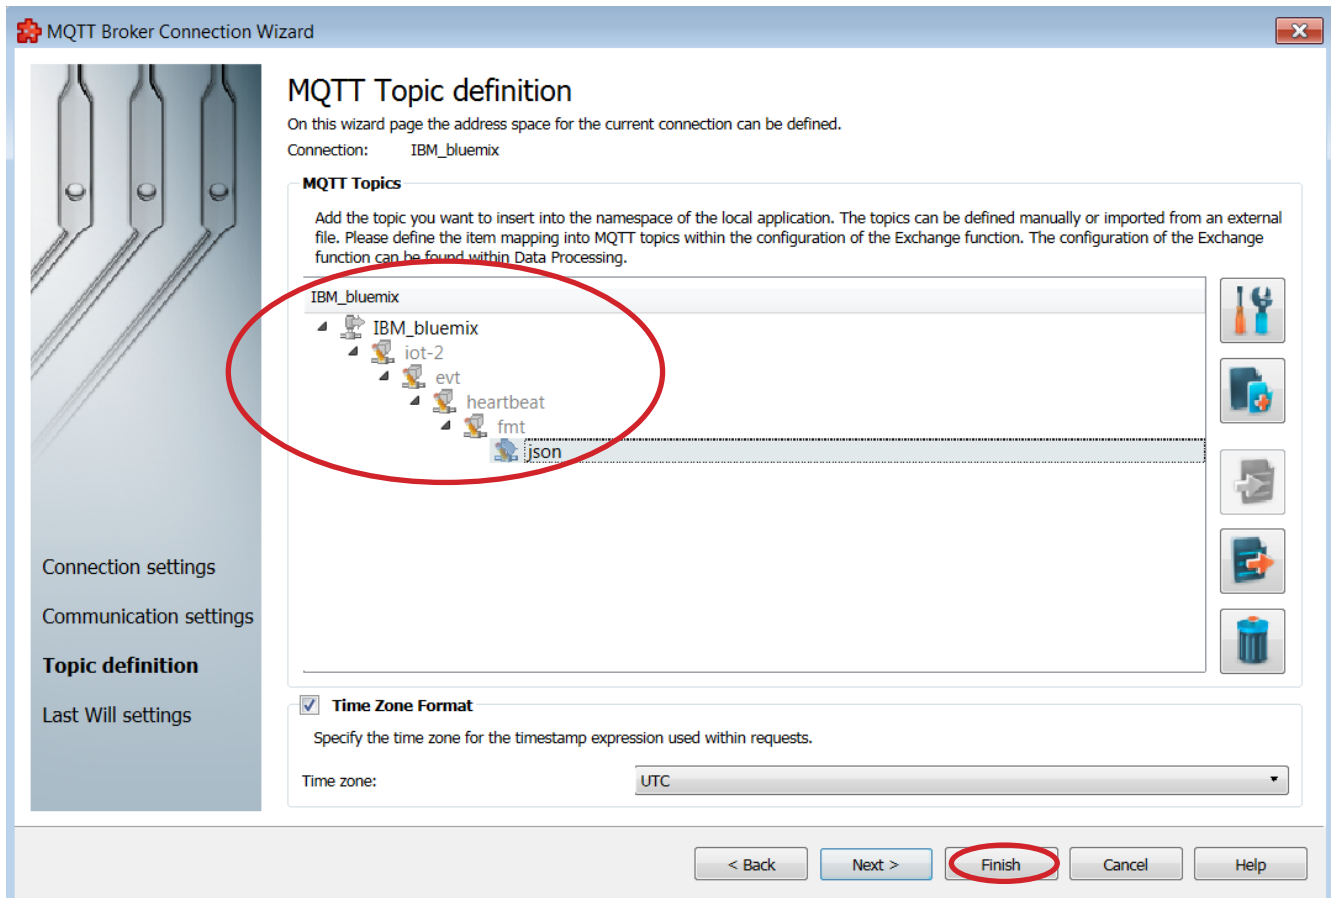 MQTT Broker Connection Wizard
MQTT Topic definition
On this wizard page the address space for the current connection can be defined.
Connection: IBM_bluemix
MQTT Topics
Add the topic you want to insert into the namespace of the local application. The topics can be defined manually or imported from an external
file. Please define the item mapping into MQTT topics within the configuration of the Exchange function. The configuration of the Exchange
function can be found within Data Processing.
IBM_bluemix
IBM_bluemix
iot-2
evt
heartbeat
fmt
json
Connection settings
Communication settings
Topic definition
Last Will settings
Time Zone Format
Specify the time zone for the timestamp expression used within requests.
Time zone: UTC
< Back Next > Finish Cancel Help